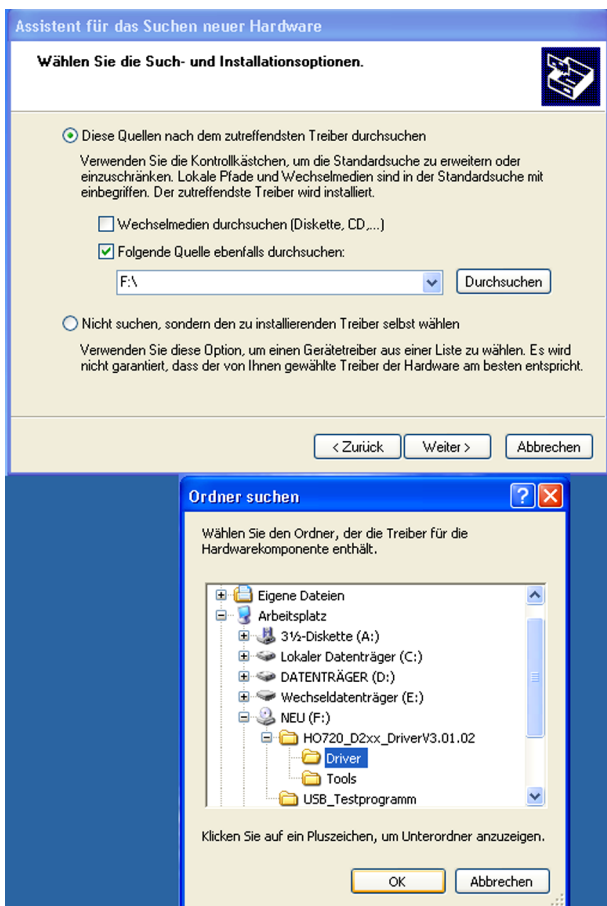 Assistent für das Suchen neuer Hardware
Wählen Sie die Such- und Installationsoptionen.
Diese Quellen nach dem zutreffendsten Treiber durchsuchen
Verwenden Sie die Kontrollkästchen, um die Standardsuche zu erweitern oder
einzuschränken. Lokale Pfade und Wechselmedien sind in der Standardsuche mit
einbegriffen. Der zutreffendste Treiber wird installiert.
Wechselmedien durchsuchen (Diskette, CD,...)
Folgende Quelle ebenfalls durchsuchen:
F:\
Durchsuchen
Nicht suchen, sondern den zu installierenden Treiber selbst wählen
Verwenden Sie diese Option, um einen Gerätetreiber aus einer Liste zu wählen. Es wird
nicht garantiert, dass der von Ihnen gewählte Treiber der Hardware am besten entspricht.
< Zurück Weiter > Abbrechen
Ordner suchen
Wählen Sie den Ordner, der die Treiber für die
Hardwarekomponente enthält.
Eigene Dateien
Arbeitsplatz
3½-Diskette (A:)
Lokaler Datenträger (C:)
DATENTRÄGER (D:)
Wechseldatenträger (E:)
NEU (F:)
HO720_D2xx_DriverV3.01.02
Driver
Tools
USB_Testprogramm
Klicken Sie auf ein Pluszeichen, um Unterordner anzuzeigen.
OK Abbrechen